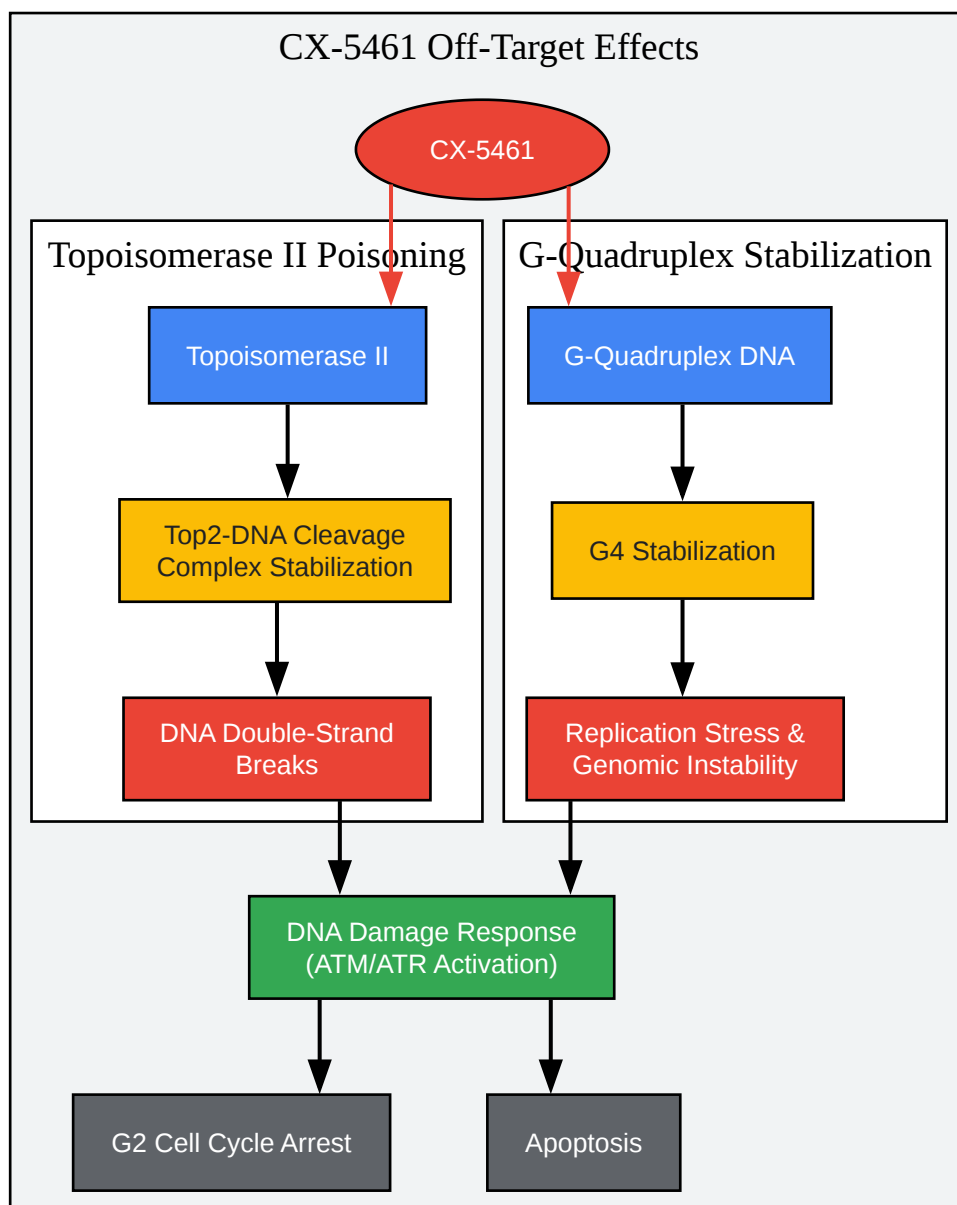 CX-5461 Off-Target Effects
CX-5461
Topoisomerase II Poisoning
G-Quadruplex Stabilization
Topoisomerase II
G-Quadruplex DNA
Top2-DNA Cleavage
Complex Stabilization
G4 Stabilization
DNA Double-Strand
Breaks
Replication Stress &
Genomic Instability
DNA Damage Response
(ATM/ATR Activation)
G2 Cell Cycle Arrest
Apoptosis